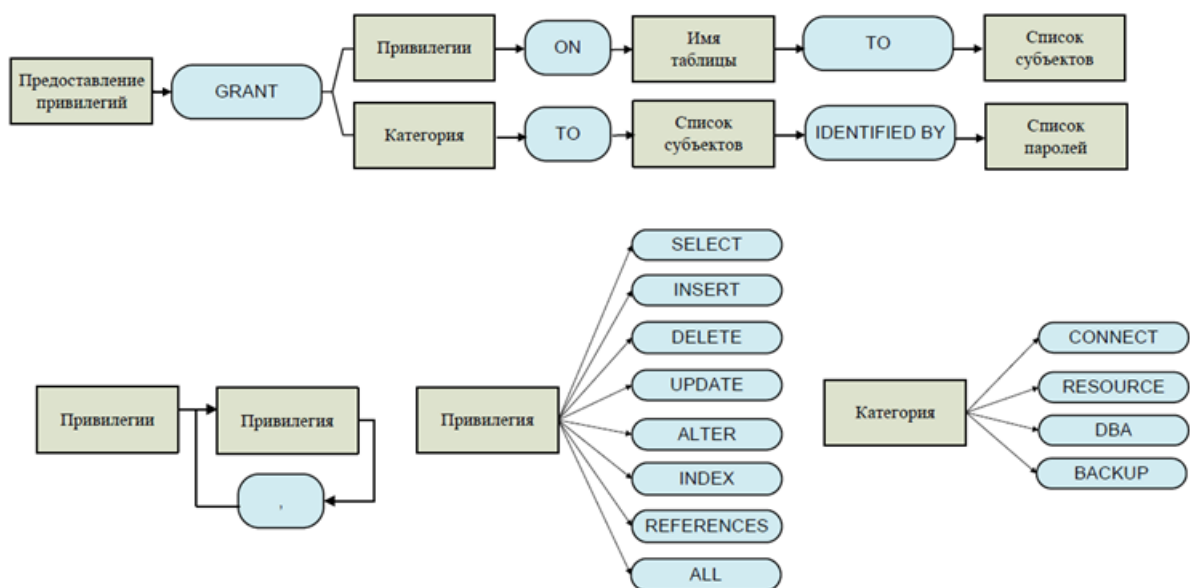 Предоставление
привилегий
GRANT
Привилегии
ON
Имя
таблицы
TO
Список
субъектов
Категория
TO
Список
субъектов
IDENTIFIED BY
Список
паролей
Привилегии
Привилегия
,
Привилегия
SELECT
INSERT
DELETE
UPDATE
ALTER
INDEX
REFERENCES
ALL
Категория
CONNECT
RESOURCE
DBA
BACKUP